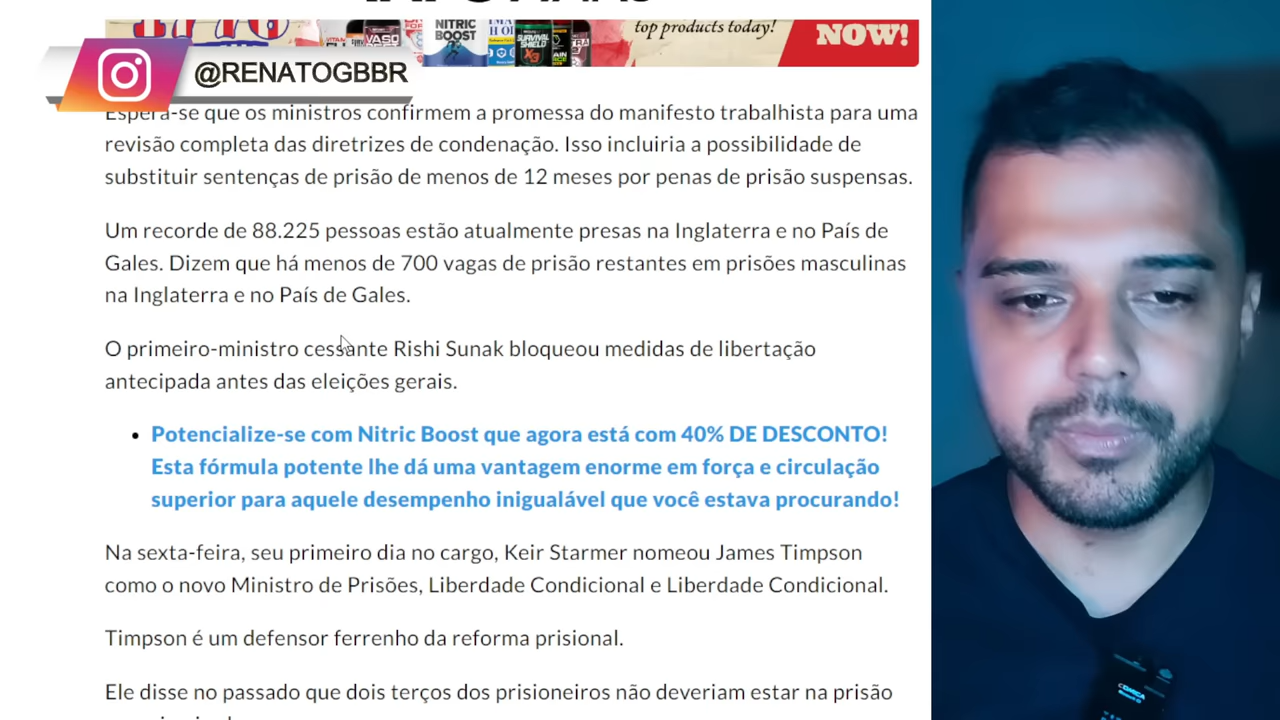 1776
NITRIC
BOOST
SURVIVAL
SHIELD
X3
top products today!
NOW!
@RENATOGBBR
Espera-se que os ministros confirmem a promessa do manifesto trabalhista para uma
revisão completa das diretrizes de condenação. Isso incluiria a possibilidade de
substituir sentenças de prisão de menos de 12 meses por penas de prisão suspensas.
Um recorde de 88.225 pessoas estão atualmente presas na Inglaterra e no País de
Gales. Dizem que há menos de 700 vagas de prisão restantes em prisões masculinas
na Inglaterra e no País de Gales.
O primeiro-ministro cessante Rishi Sunak bloqueou medidas de libertação
antecipada antes das eleições gerais.
• Potencialize-se com Nitric Boost que agora está com 40% DE DESCONTO!
Esta fórmula potente lhe dá uma vantagem enorme em força e circulação
superior para aquele desempenho inigualável que você estava procurando!
Na sexta-feira, seu primeiro dia no cargo, Keir Starmer nomeou James Timpson
como o novo Ministro de Prisões, Liberdade Condicional e Liberdade Condicional.
Timpson é um defensor ferrenho da reforma prisional.
Ele disse no passado que dois terços dos prisioneiros não deveriam estar na prisão